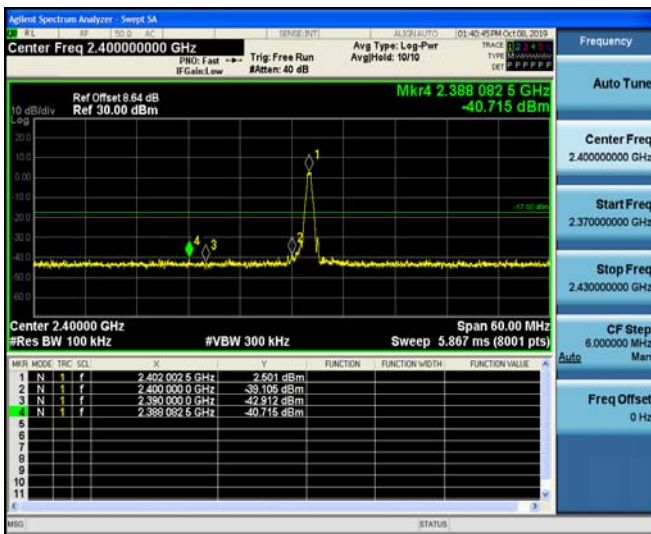 Agilent Spectrum Analyzer - Swept SA
RL RF 50 Ω AC SENSE:INT ALIGN AUTO 01:40:45 PM Oct 08, 2019
Center Freq 2.400000000 GHz
PNO: Fast
IFGain:Low
Trig: Free Run
#Atten: 40 dB
Avg Type: Log-Pwr
Avg|Hold: 10/10
TRACE 1 2 3 4 5 6
TYPE
DET P P P P P P
Mkr4 2.388 082 5 GHz
-40.715 dBm
Ref Offset 8.64 dB
10 dB/div Ref 30.00 dBm
Log
20.0
10.0
0.00
-10.0
-20.0
-30.0
-40.0
-50.0
-60.0
1
-17.50 dBm
4 3 2
Center 2.40000 GHz Span 60.00 MHz
#Res BW 100 kHz #VBW 300 kHz Sweep 5.867 ms (8001 pts)
MKR MODE TRC SCL X Y FUNCTION FUNCTION WIDTH FUNCTION VALUE
1 N 1 f 2.402 002 5 GHz 2.501 dBm
2 N 1 f 2.400 000 0 GHz -39.105 dBm
3 N 1 f 2.390 000 0 GHz -42.912 dBm
4 N 1 f 2.388 082 5 GHz -40.715 dBm
5
6
7
8
9
10
11
MSG STATUS
Frequency
Auto Tune
Center Freq
2.400000000 GHz
Start Freq
2.370000000 GHz
Stop Freq
2.430000000 GHz
CF Step
6.000000 MHz
Auto Man
Freq Offset
0 Hz